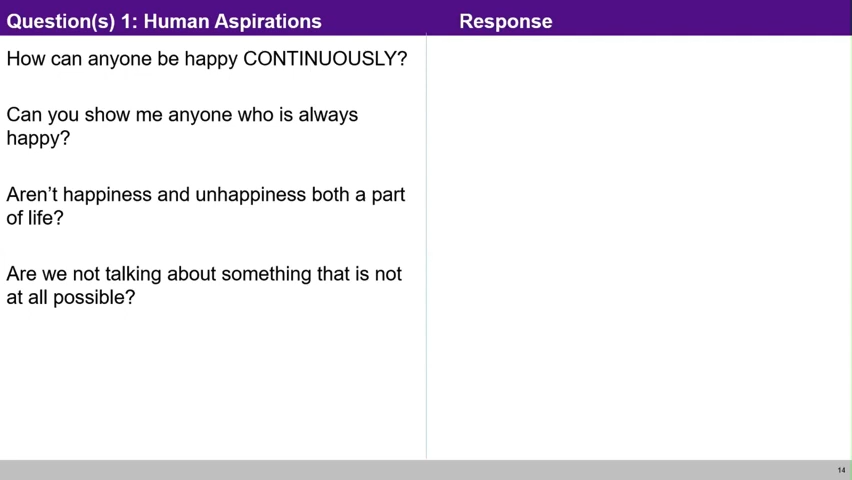 Question(s) 1: Human Aspirations
Response
How can anyone be happy CONTINUOUSLY?
Can you show me anyone who is always
happy?
Aren’t happiness and unhappiness both a part
of life?
Are we not talking about something that is not
at all possible?
14